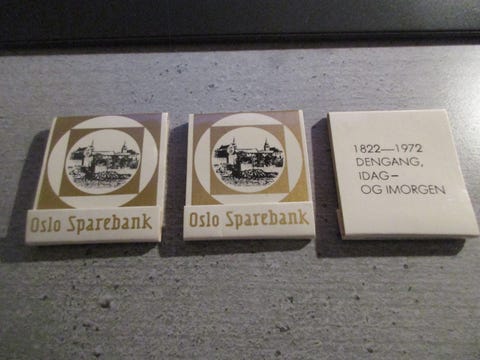 Oslo Sparebank
Oslo Sparebank
1822—1972
DENGANG,
IDAG—
OG IMORGEN